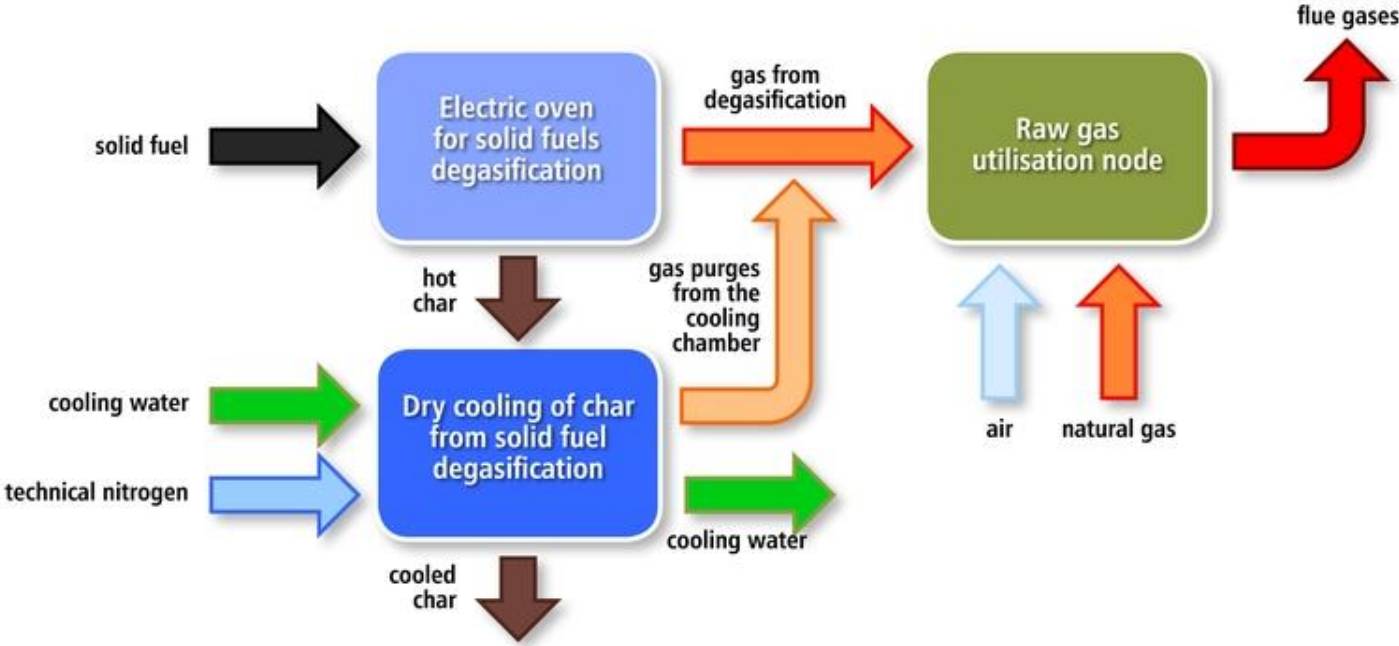 flue gases
gas from
degasification
solid fuel
Electric oven
for solid fuels
degasification
Raw gas
utilisation node
hot
char
gas purges
from the
cooling
chamber
cooling water
Dry cooling of char
from solid fuel
degasification
air
natural gas
technical nitrogen
cooling water
cooled
char